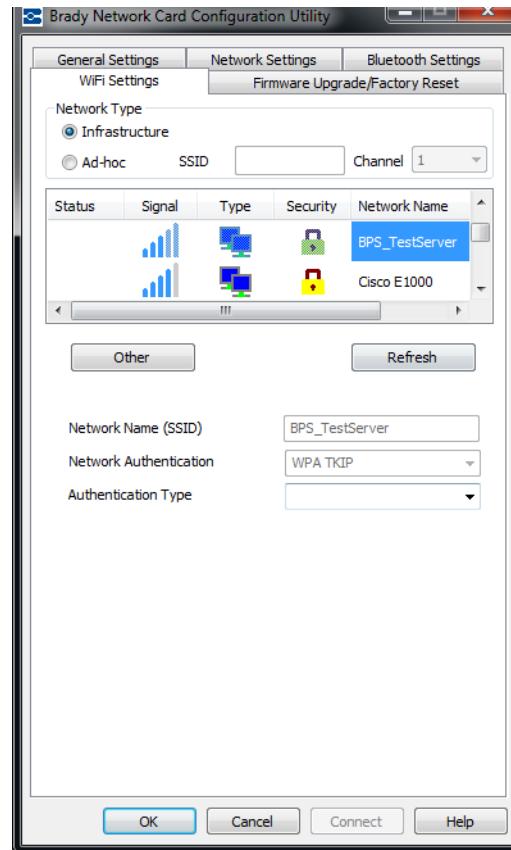 Brady Network Card Configuration Utility
General Settings Network Settings Bluetooth Settings
WiFi Settings Firmware Upgrade/Factory Reset
Network Type
Infrastructure
Ad-hoc SSID Channel 1
Status Signal Type Security Network Name
BPS_TestServer
Cisco E1000
Other Refresh
Network Name (SSID) BPS_TestServer
Network Authentication WPA TKIP
Authentication Type
OK Cancel Connect Help